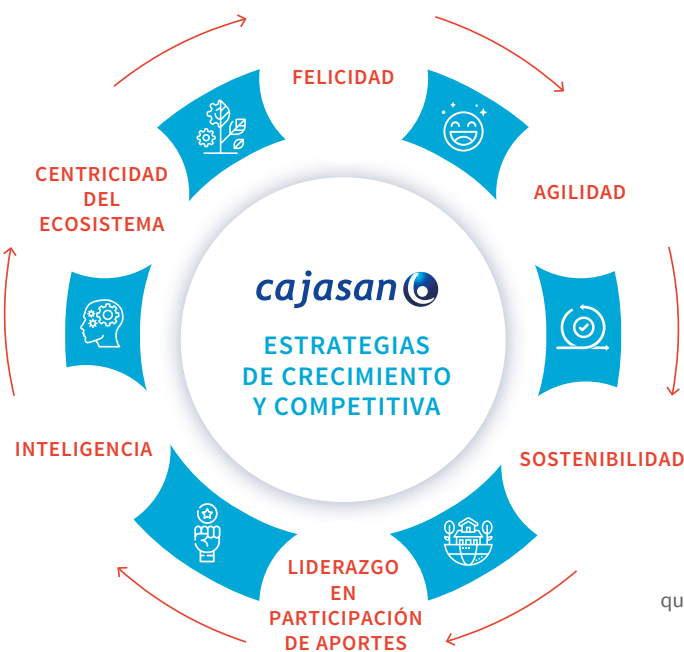 FELICIDAD
AGILIDAD
SOSTENIBILIDAD
LIDERAZGO
EN
PARTICIPACIÓN
DE APORTES
INTELIGENCIA
CENTRICIDAD
DEL
ECOSISTEMA
cajasan
ESTRATEGIAS
DE CRECIMIENTO
Y COMPETITIVA
qu